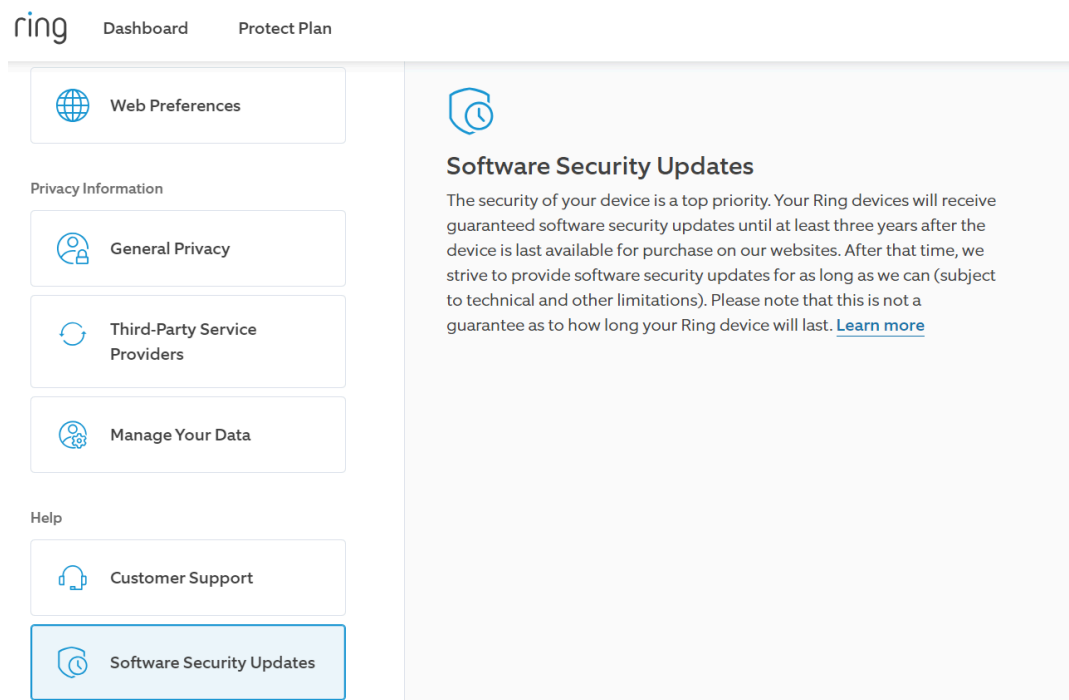 ring Dashboard Protect Plan
Web Preferences
Privacy Information
General Privacy
Third-Party Service
Providers
Manage Your Data
Help
Customer Support
Software Security Updates
Software Security Updates
The security of your device is a top priority. Your Ring devices will receive
guaranteed software security updates until at least three years after the
device is last available for purchase on our websites. After that time, we
strive to provide software security updates for as long as we can (subject
to technical and other limitations). Please note that this is not a
guarantee as to how long your Ring device will last. Learn more